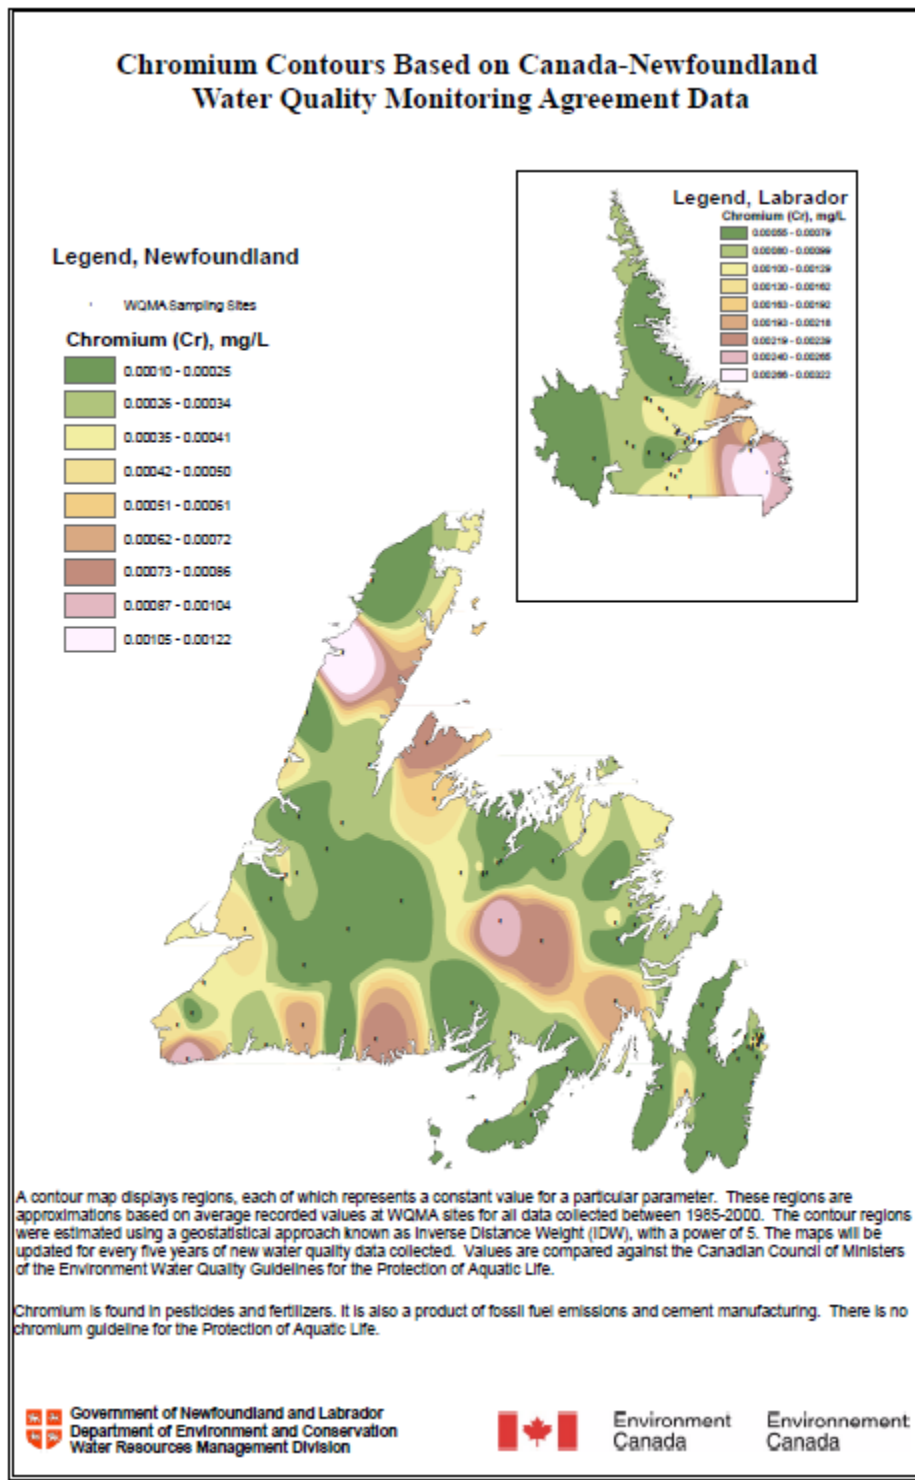 Chromium Contours Based on Canada-Newfoundland
Water Quality Monitoring Agreement Data
Legend, Labrador
Chromium (Cr), mg/L
0.00055 - 0.00079
0.00080 - 0.00099
0.00100 - 0.00129
0.00130 - 0.00162
0.00163 - 0.00192
0.00193 - 0.00218
0.00219 - 0.00239
0.00240 - 0.00265
0.00266 - 0.00322
Legend, Newfoundland
WQMA Sampling Sites
Chromium (Cr), mg/L
0.00010 - 0.00025
0.00026 - 0.00034
0.00035 - 0.00041
0.00042 - 0.00050
0.00051 - 0.00061
0.00062 - 0.00072
0.00073 - 0.00086
0.00087 - 0.00104
0.00105 - 0.00122
A contour map displays regions, each of which represents a constant value for a particular parameter. These regions are
approximations based on average recorded values at WQMA sites for all data collected between 1985-2000. The contour regions
were estimated using a geostatistical approach known as Inverse Distance Weight (IDW), with a power of 5. The maps will be
updated for every five years of new water quality data collected. Values are compared against the Canadian Council of Ministers
of the Environment Water Quality Guidelines for the Protection of Aquatic Life.
Chromium is found in pesticides and fertilizers. It is also a product of fossil fuel emissions and cement manufacturing. There is no
chromium guideline for the Protection of Aquatic Life.
Government of Newfoundland and Labrador
Department of Environment and Conservation
Water Resources Management Division
Environment
Canada
Environnement
Canada